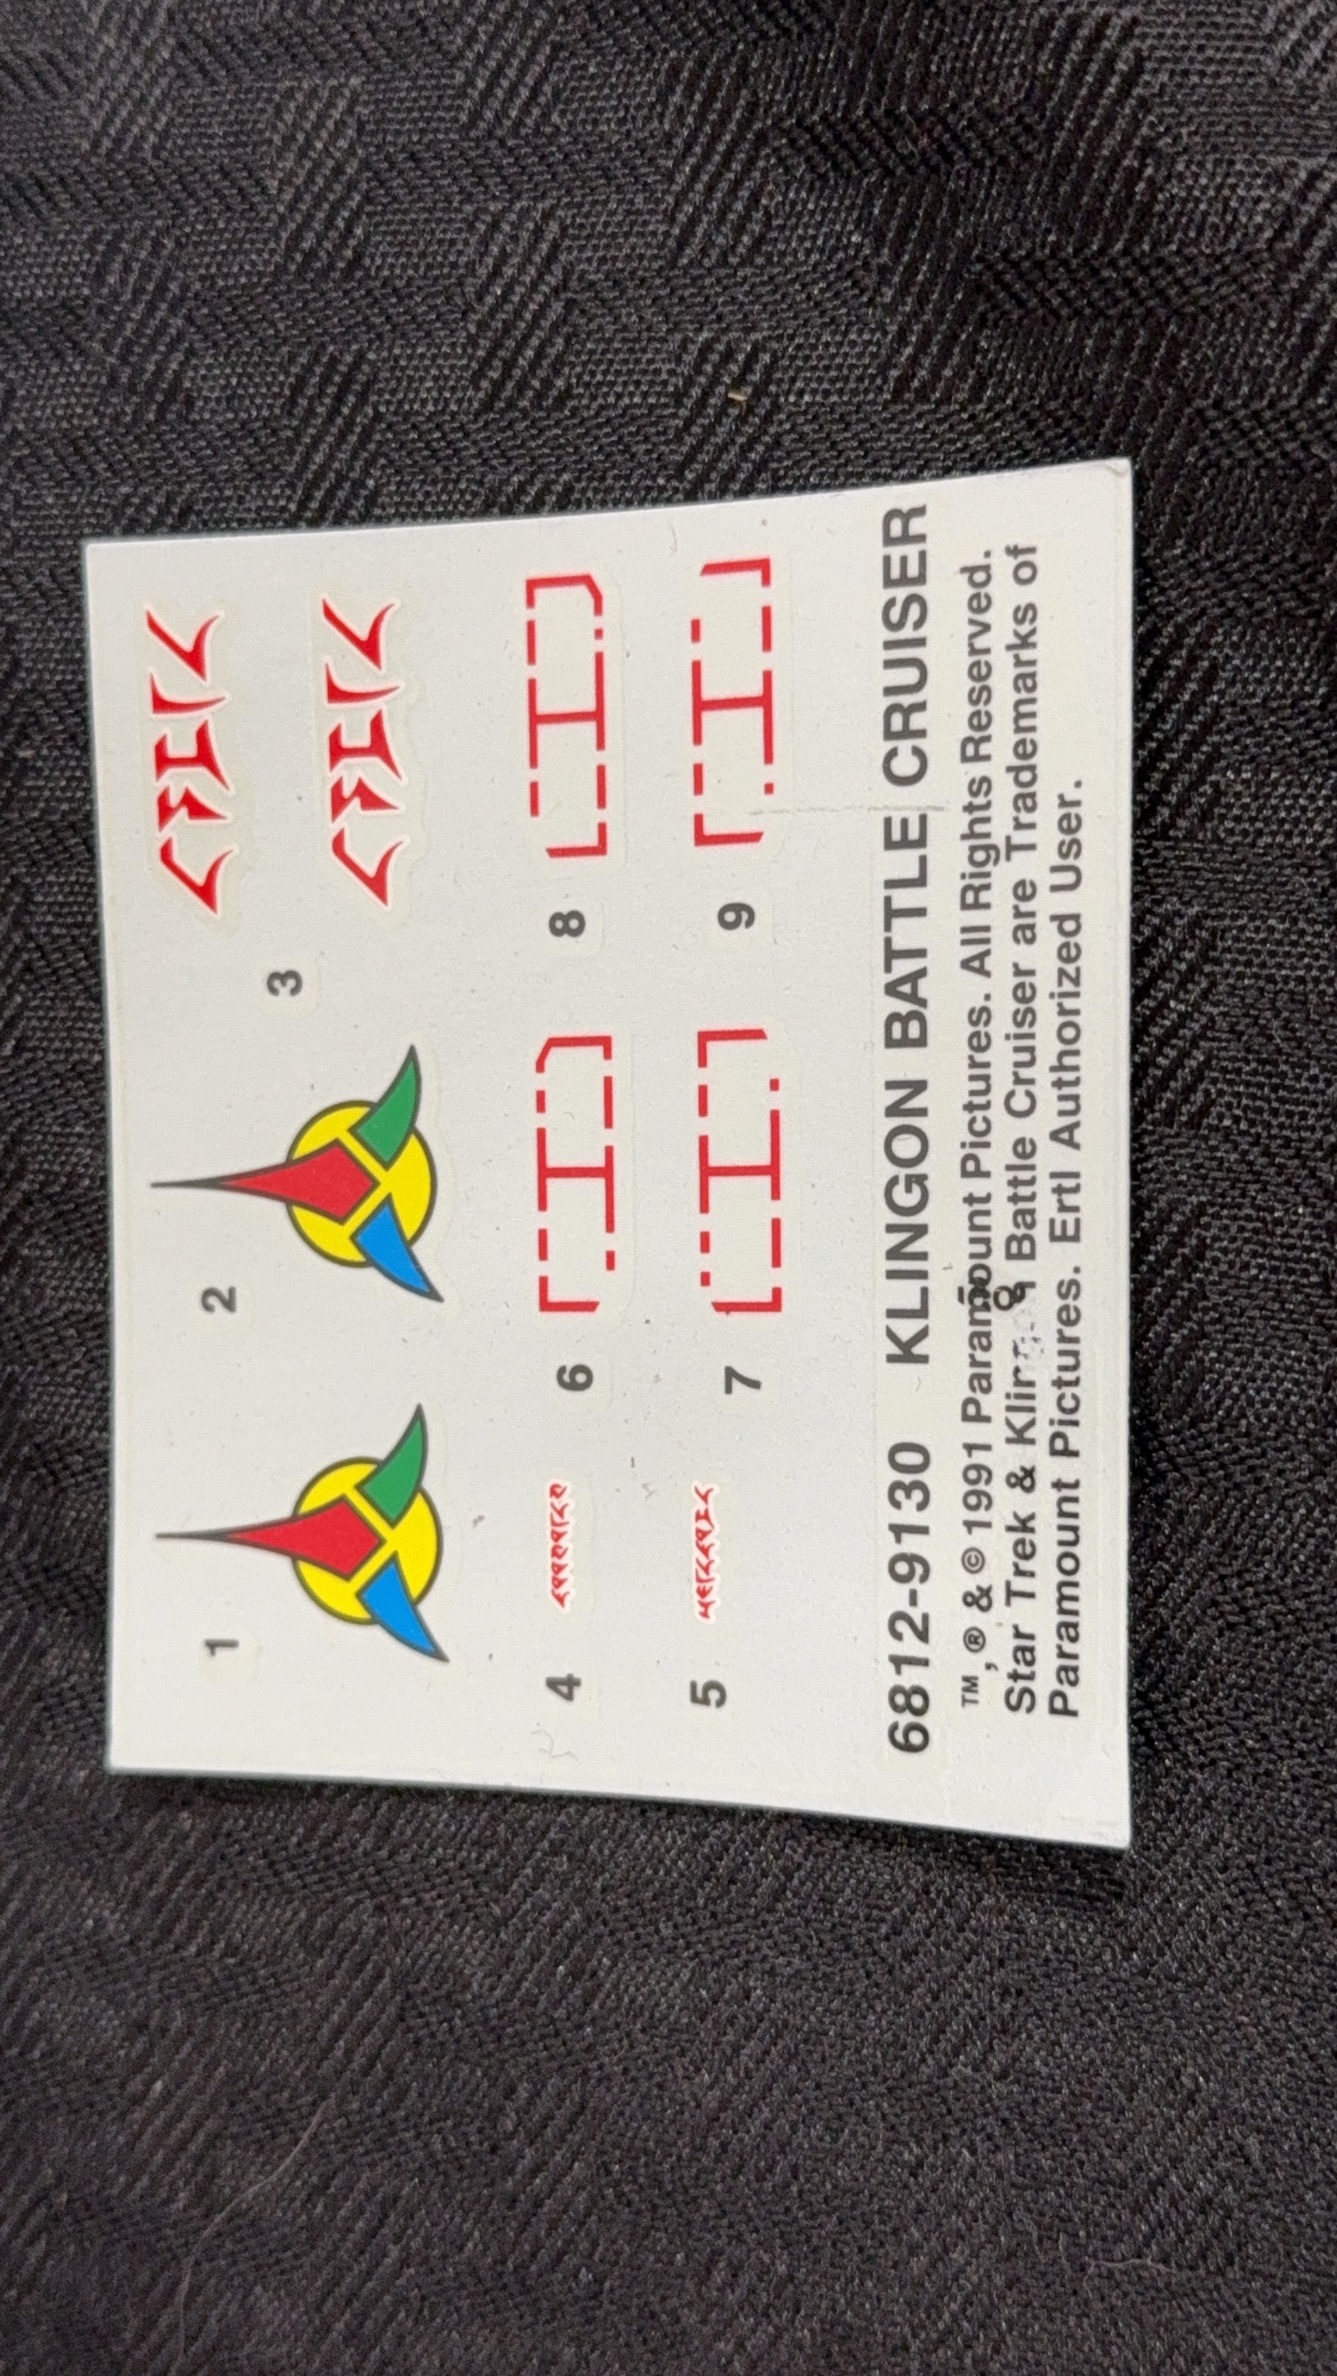 1
2
3
4
6
8
5
7
9
6812-9130 KLINGON BATTLE CRUISER
™, ® & © 1991 Paramount Pictures. All Rights Reserved.
Star Trek & Klingon Battle Cruiser are Trademarks of
Paramount Pictures. Ertl Authorized User.